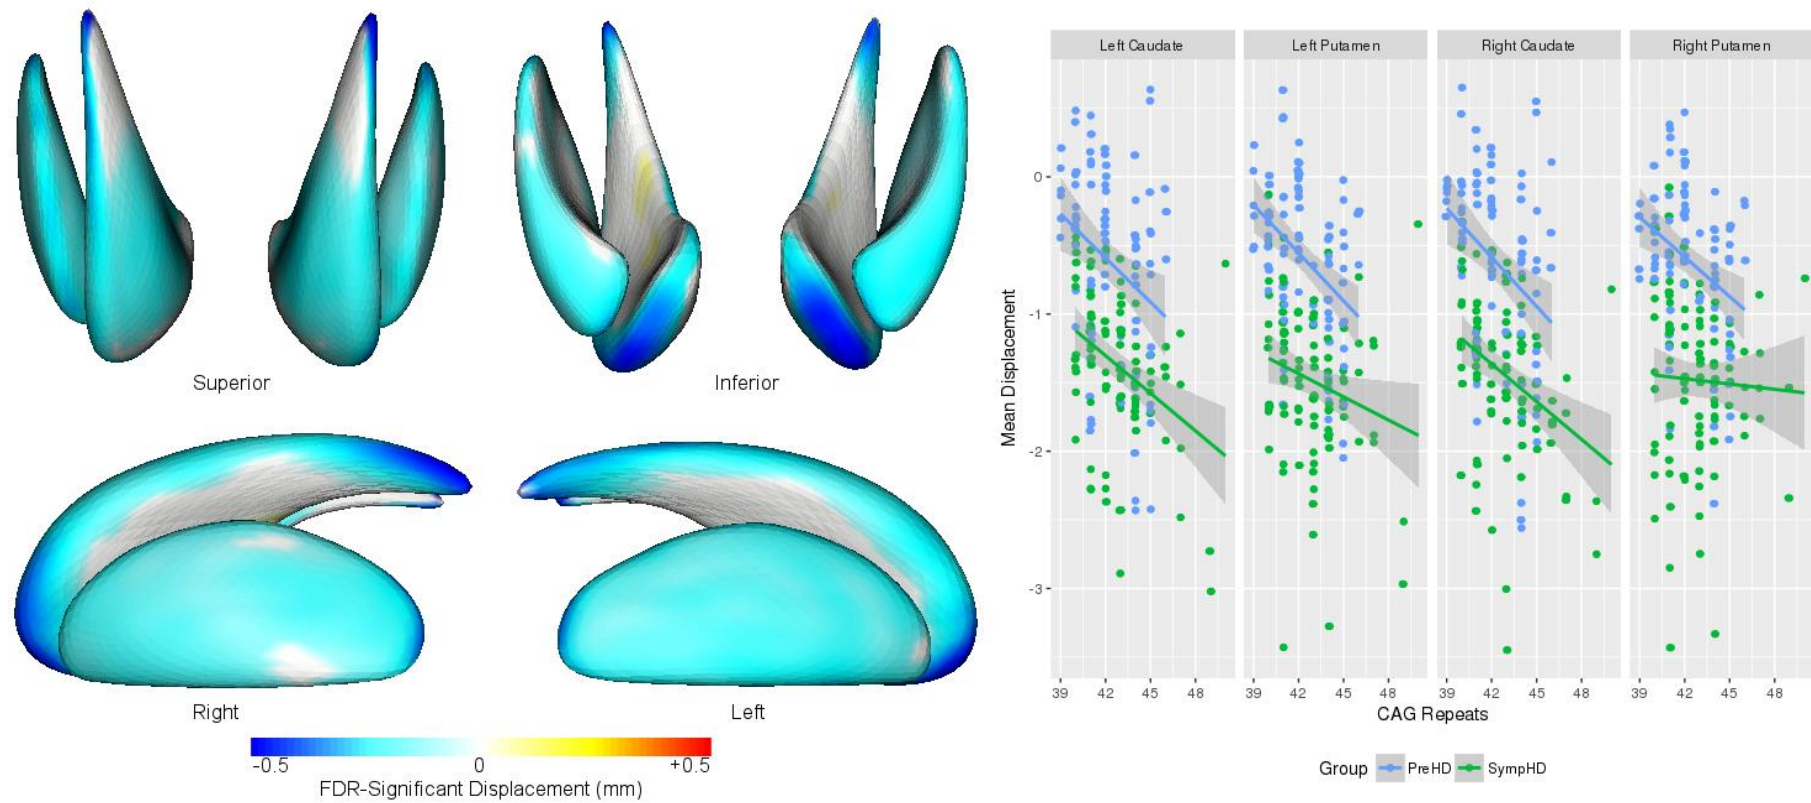 Superior
Inferior
Right
Left
-0.5 0 +0.5
FDR-Significant Displacement (mm)
Left Caudate Left Putamen Right Caudate Right Putamen
Mean Displacement
0
-1
-2
-3
39 42 45 48 39 42 45 48 39 42 45 48 39 42 45 48
CAG Repeats
Group PreHD SympHD